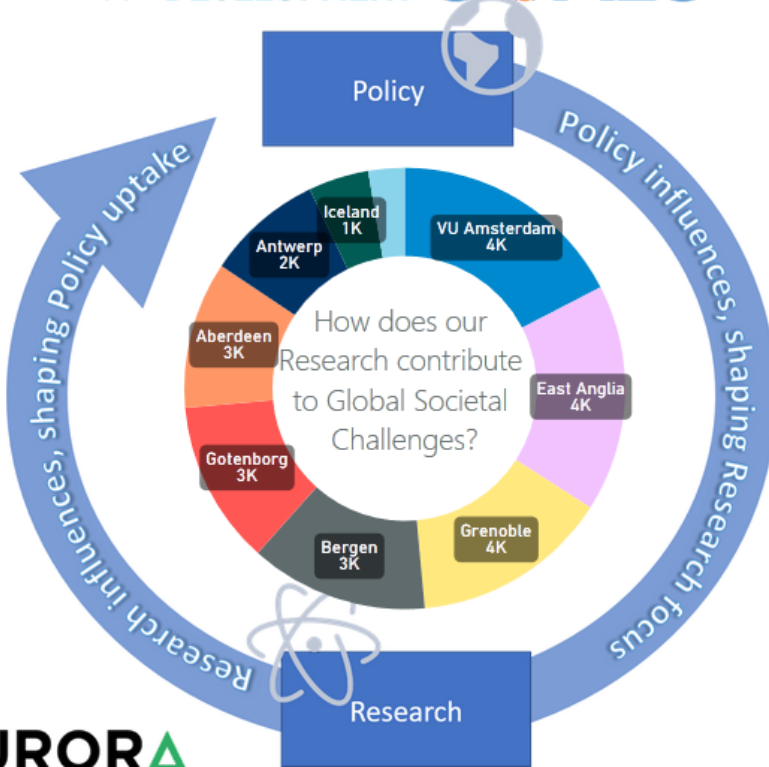 Policy
Policy influences, shaping Research focus
Research influences, shaping Policy uptake
Iceland
1K
VU Amsterdam
4K
Antwerp
2K
Aberdeen
3K
East Anglia
4K
Gotenborg
3K
Grenoble
4K
Bergen
3K
How does our
Research contribute
to Global Societal
Challenges?
Research